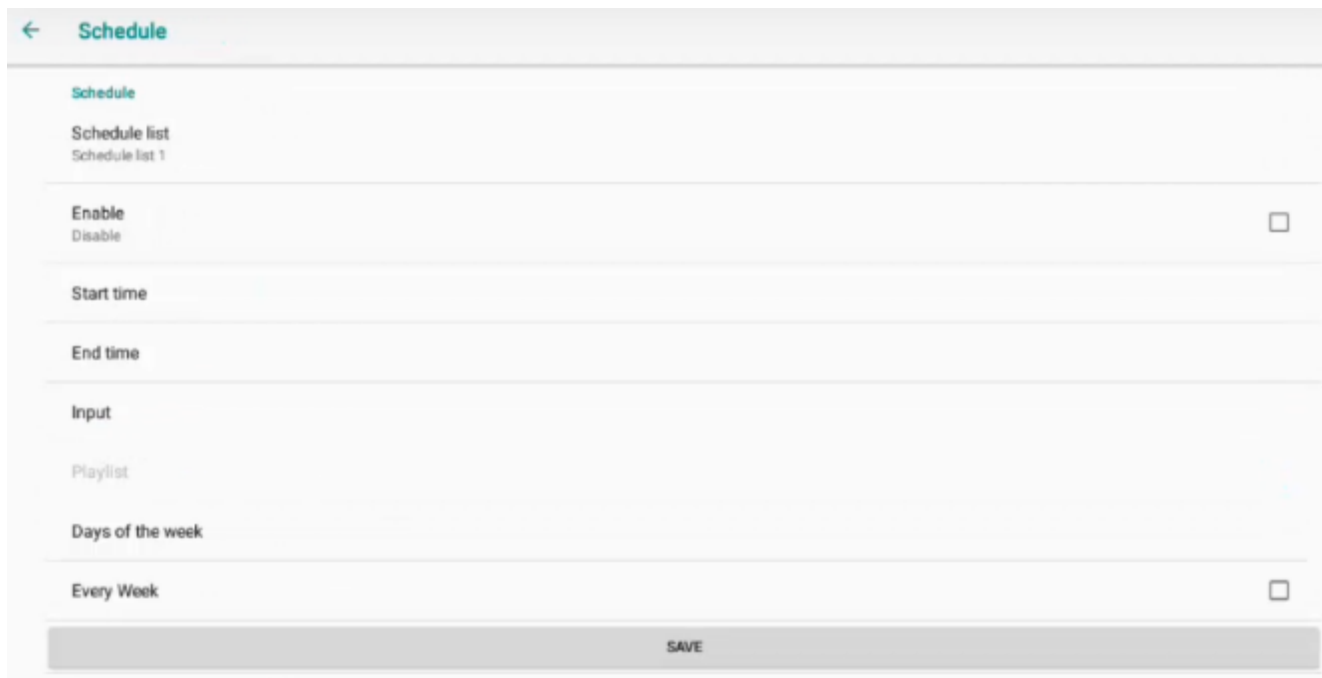 Schedule
Schedule
Schedule list
Schedule list 1
Enable
Disable
Start time
End time
Input
Playlist
Days of the week
Every Week
SAVE